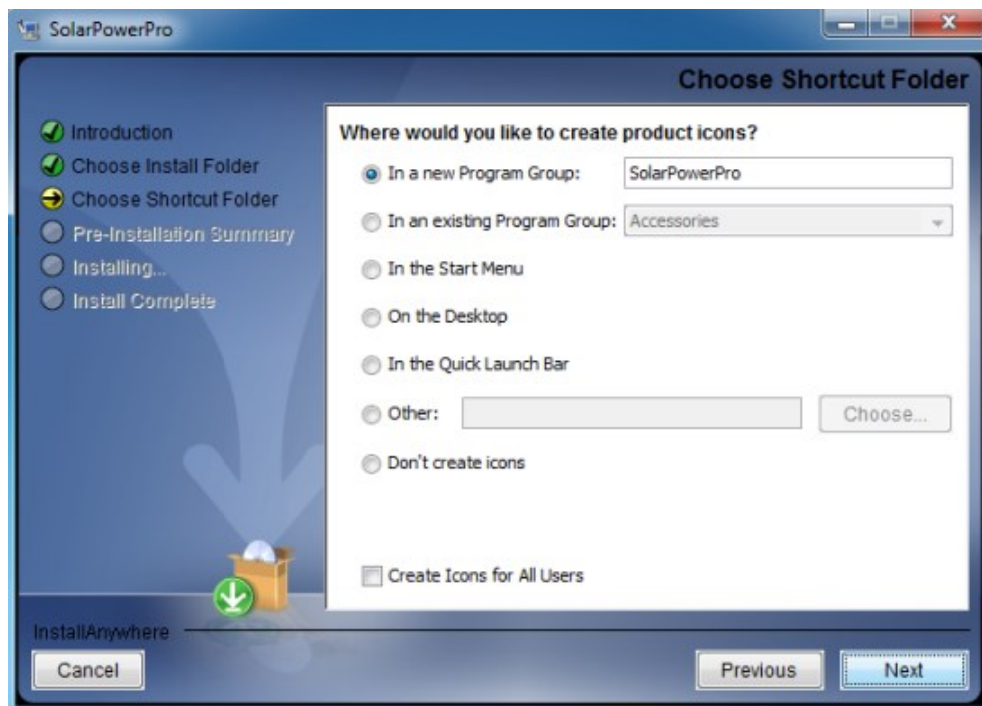 SolarPowerPro
Choose Shortcut Folder
Introduction
Choose Install Folder
Choose Shortcut Folder
Pre-Installation Summary
Installing...
Install Complete
Where would you like to create product icons?
In a new Program Group: SolarPowerPro
In an existing Program Group: Accessories
In the Start Menu
On the Desktop
In the Quick Launch Bar
Other: Choose...
Don't create icons
Create Icons for All Users
InstallAnywhere
Cancel Previous Next